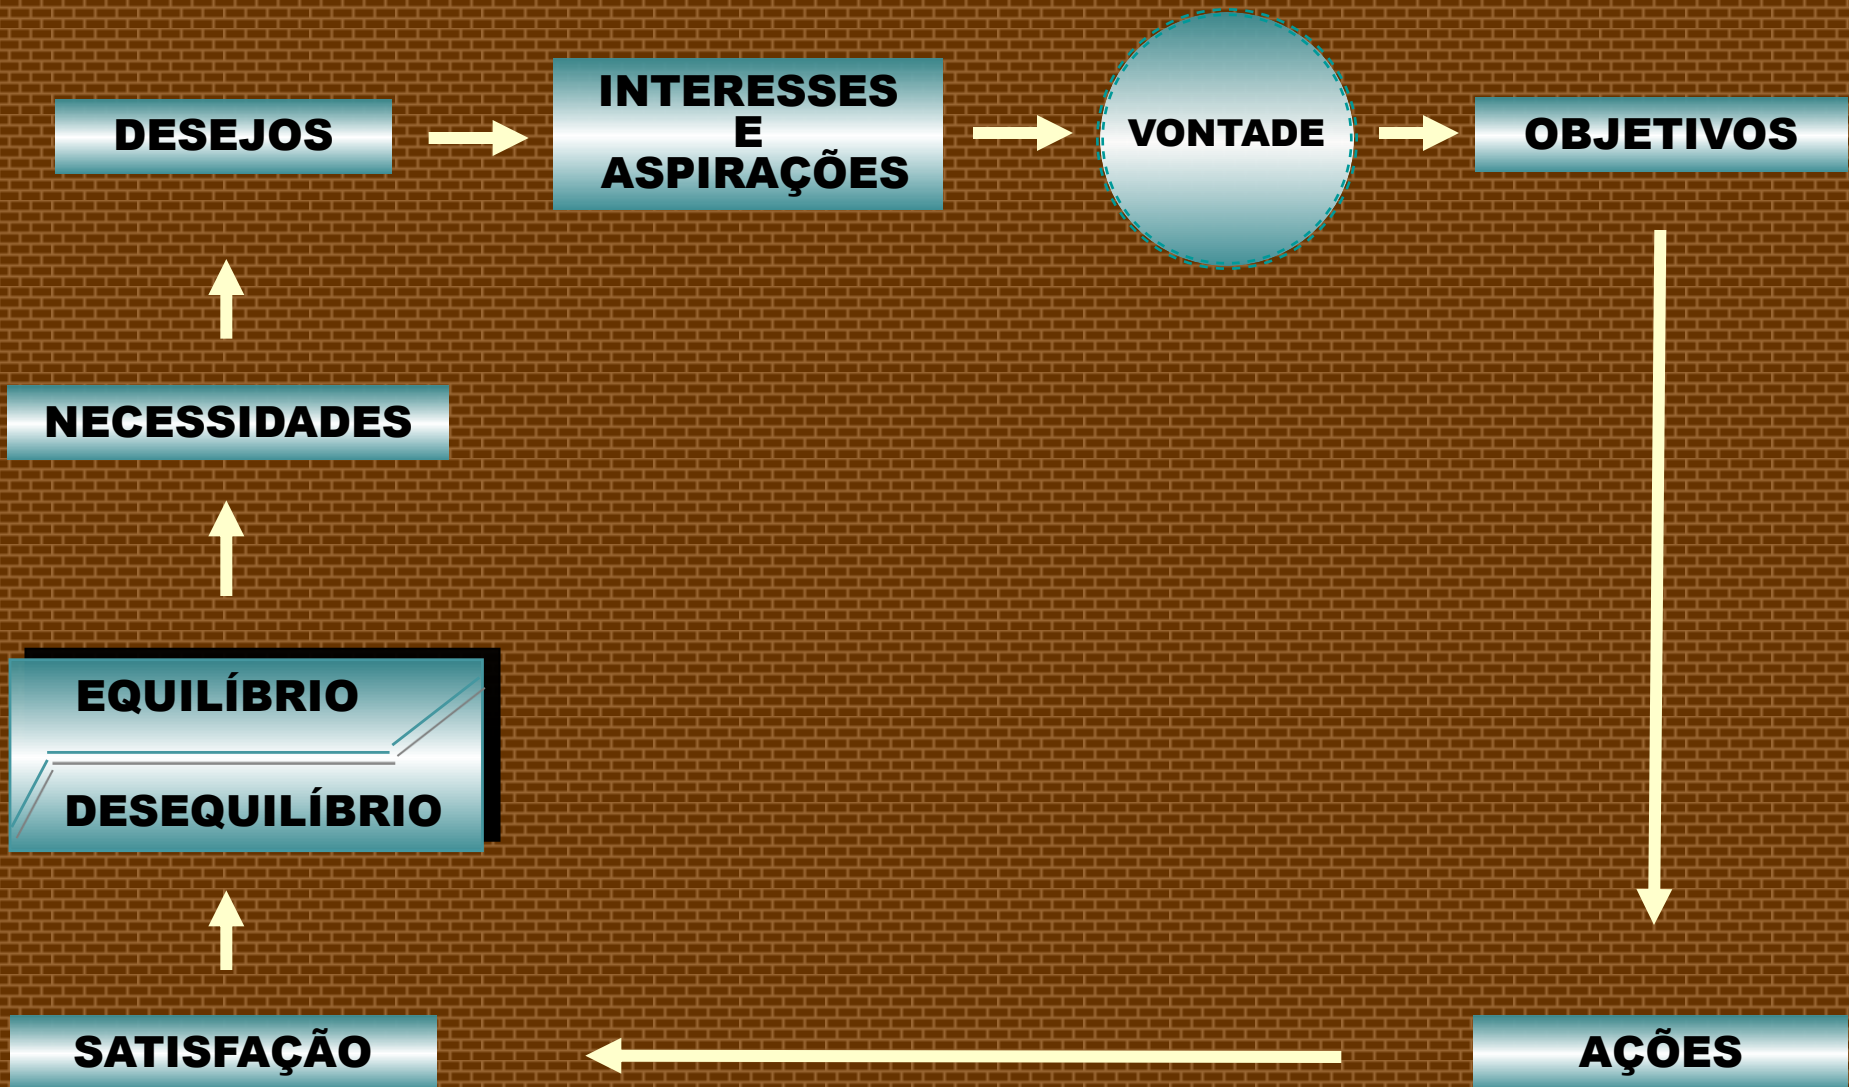 DESEJOS
INTERESSES
E
ASPIRAÇÕES
VONTADE
OBJETIVOS
NECESSIDADES
EQUILÍBRIO
DESEQUILÍBRIO
SATISFAÇÃO
AÇÕES